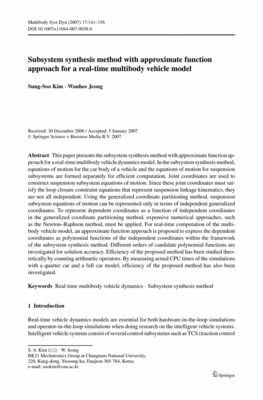 Multibody Syst Dyn (2007) 17:141–156
DOI 10.1007/s11044-007-9038-6
Subsystem synthesis method with approximate function
approach for a real-time multibody vehicle model
Sung-Soo Kim · Wanhee Jeong
Received: 30 December 2006 / Accepted: 5 January 2007
© Springer Science + Business Media B.V. 2007
Abstract This paper presents the subsystem synthesis method with approximate function ap-
proach for a real-time multibody vehicle dynamics model. In the subsystem synthesis method,
equations of motion for the car body of a vehicle and the equations of motion for suspension
subsystems are formed separately for efficient computation. Joint coordinates are used to
construct suspension subsystem equations of motion. Since these joint coordinates must sat-
isfy the loop closure constraint equations that represent suspension linkage kinematics, they
are not all independent. Using the generalized coordinate partitioning method, suspension
subsystem equations of motion can be represented only in terms of independent generalized
coordinates. To represent dependent coordinates as a function of independent coordinates
in the generalized coordinate partitioning method, expensive numerical approaches, such
as the Newton–Raphson method, must be applied. For real-time computation of the multi-
body vehicle model, an approximate function approach is proposed to express the dependent
coordinates as polynomial functions of the independent coordinates within the framework
of the subsystem synthesis method. Different orders of candidate polynomial functions are
investigated for solution accuracy. Efficiency of the proposed method has been studied theo-
retically by counting arithmetic operators. By measuring actual CPU times of the simulations
with a quarter car and a full car model, efficiency of the proposed method has also been
investigated.
Keywords Real-time multibody vehicle dynamics · Subsystem synthesis method
1 Introduction
Real-time vehicle dynamics models are essential for both hardware-in-the-loop simulations
and operator-in-the-loop simulations when doing research on the intelligent vehicle systems.
Intelligent vehicle systems consist of several control subsystems such as TCS (traction control
S.-S. Kim (✉) · W. Jeong
BK21 Mechatronics Group at Chungnam National University,
220, Kung-dong, Yuseong-ku, Daejeon 305-764, Korea
e-mail: sookim@cnu.ac.kr
Springer